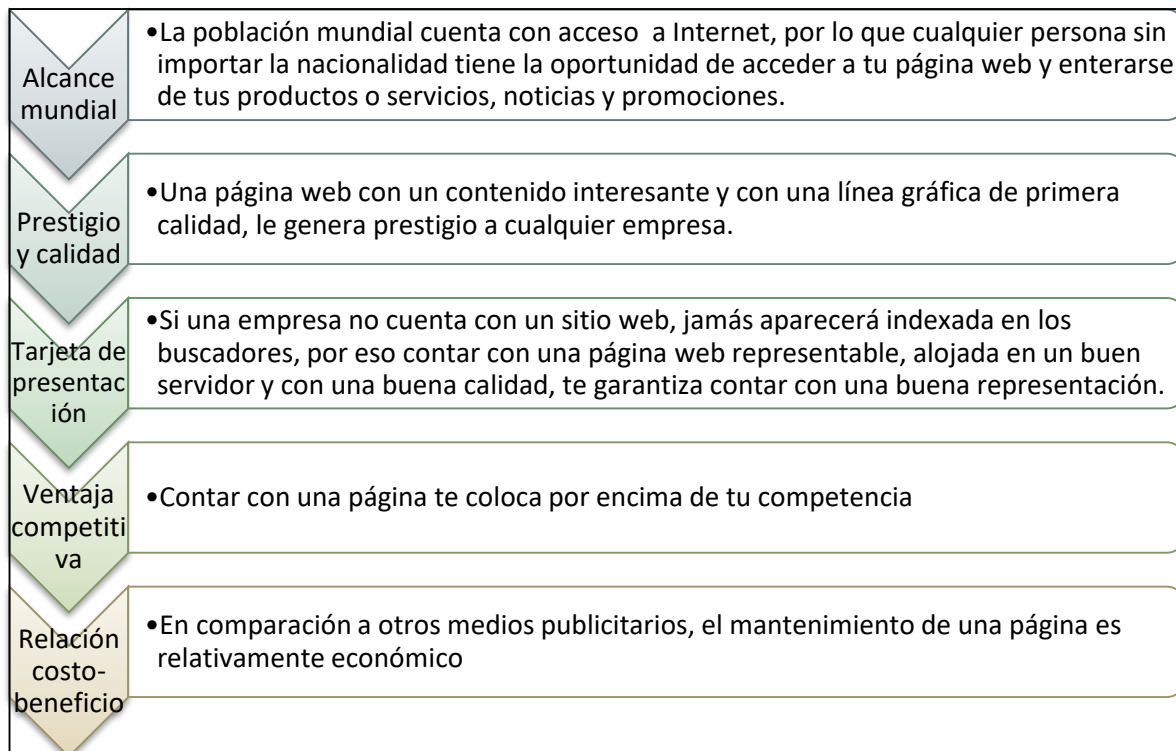 Alcance
mundial
•La población mundial cuenta con acceso  a Internet, por lo que cualquier persona sin
importar la nacionalidad tiene la oportunidad de acceder a tu página web y enterarse
de tus productos o servicios, noticias y promociones.
Prestigio
y calidad
•Una página web con un contenido interesante y con una línea gráfica de primera
calidad, le genera prestigio a cualquier empresa.
Tarjeta de
presentac
ión
•Si una empresa no cuenta con un sitio web, jamás aparecerá indexada en los
buscadores, por eso contar con una página web representable, alojada en un buen
servidor y con una buena calidad, te garantiza contar con una buena representación.
Ventaja
competiti
va
•Contar con una página te coloca por encima de tu competencia
Relación
costo-
beneficio
•En comparación a otros medios publicitarios, el mantenimiento de una página es
relativamente económico